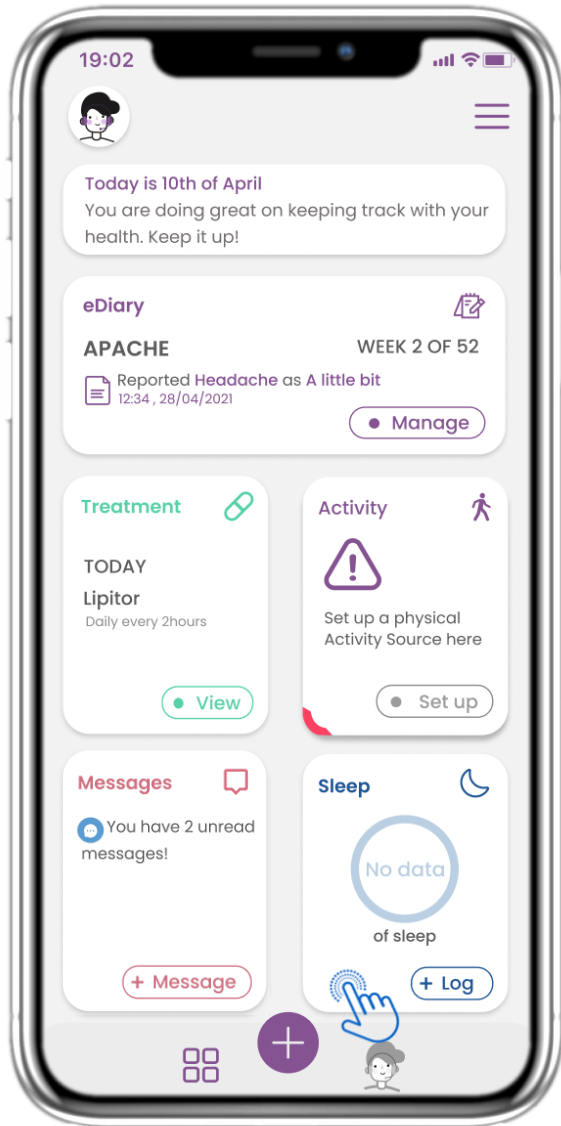 19:02
Today is 10th of April
You are doing great on keeping track with your
health. Keep it up!
eDiary
APACHE
WEEK 2 OF 52
Reported Headache as A little bit
12:34 , 28/04/2021
Manage
Treatment
TODAY
Lipitor
Daily every 2hours
View
Activity
Set up a physical
Activity Source here
Set up
Messages
You have 2 unread
messages!
+ Message
Sleep
No data
of sleep
+ Log